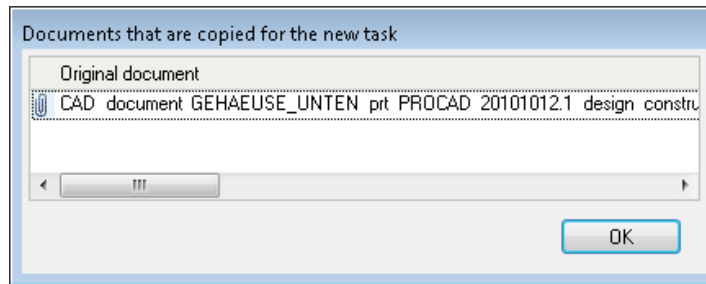 Documents that are copied for the new task
Original document
CAD document GEHAEUSE_UNTEN prt PROCAD 20101012.1 design constru
OK